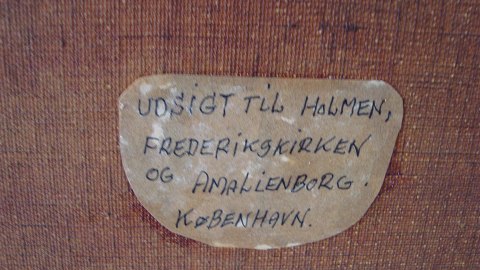 UDSIGT TIL HOLMEN,
FREDERIKSKIRKEN
OG AMALIENBORG.
KØBENHAVN.